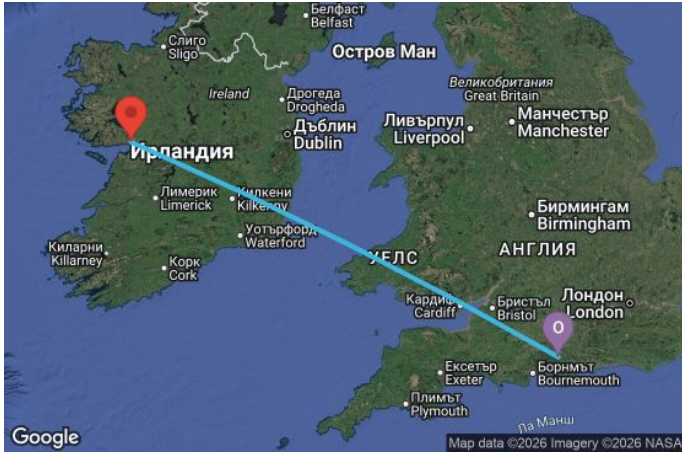 Белфаст
Belfast
Слиго
Sligo
Остров Ман
Ireland
Дрогеда
Drogheda
Великобритания
Great Britain
Манчестър
Manchester
Ливърпул
Liverpool
Дъблин
Dublin
Ирландия
Лимерик
Limerick
Килкени
Kilkenny
Бирмингам
Birmingham
Уотърфорд
Waterford
Киларни
Killarney
Корк
Cork
УЕЛС
АНГЛИЯ
Кардиф
Cardiff
Бристъл
Bristol
Лондон
London
O
Ексетър
Exeter
Борнмът
Bournemouth
Плимът
Plymouth
Ла Манш
Google
Map data ©2026 Imagery ©2026 NASA